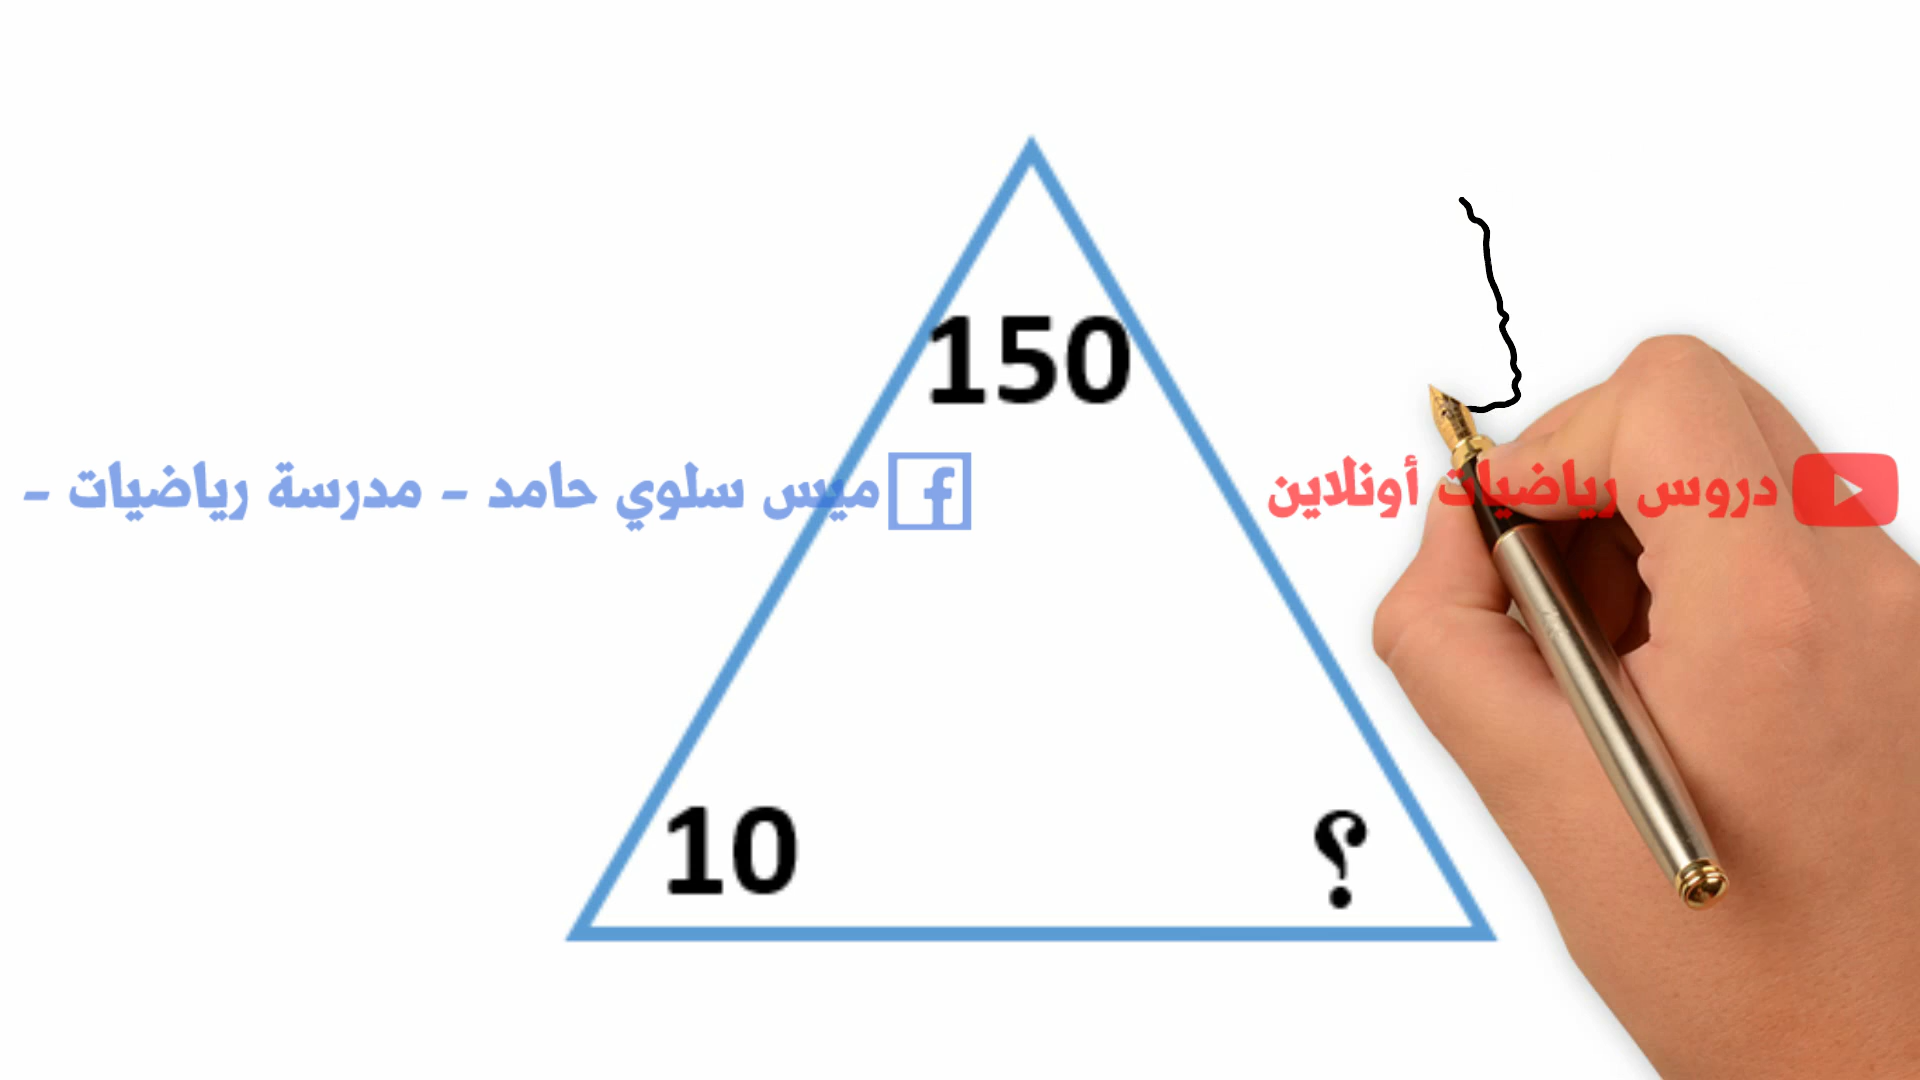 150
دروس رياضيات أونلاين
ميس سلوي حامد - مدرسة رياضيات -
10
؟